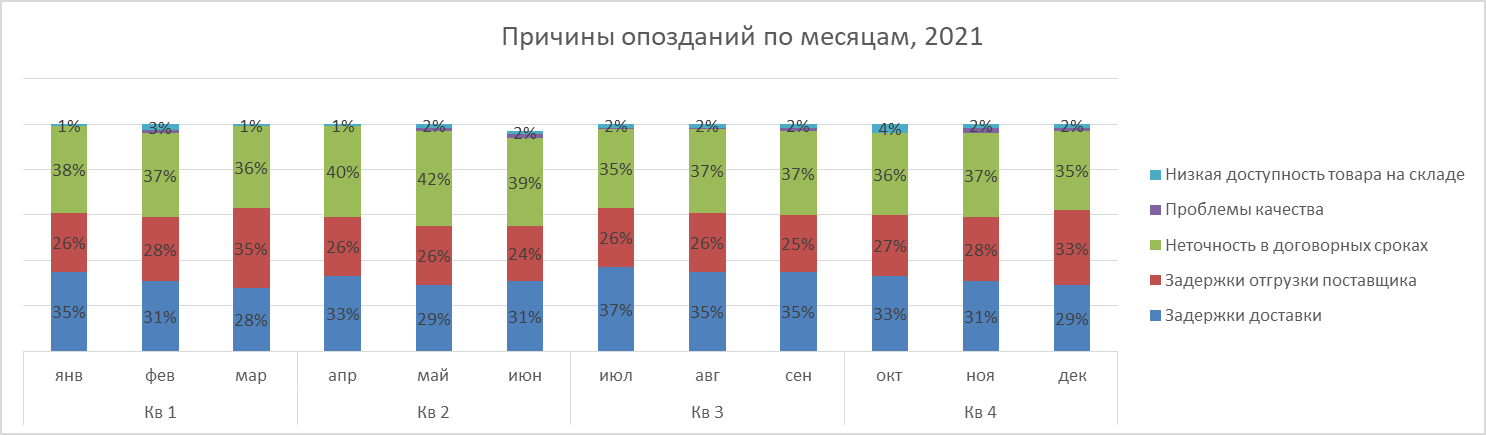 Причины опозданий по месяцам, 2021
1% 3% 1% 1% 2% 2% 2% 2% 2% 4% 2% 2%
38% 37% 36% 40% 42% 39% 35% 37% 37% 36% 37% 35%
26% 28% 35% 26% 26% 24% 26% 26% 25% 27% 28% 33%
35% 31% 28% 33% 29% 31% 37% 35% 35% 33% 31% 29%
янв фев мар апр май июн июл авг сен окт ноя дек
Кв 1 Кв 2 Кв 3 Кв 4
Низкая доступность товара на складе
Проблемы качества
Неточность в договорных сроках
Задержки отгрузки поставщика
Задержки доставки